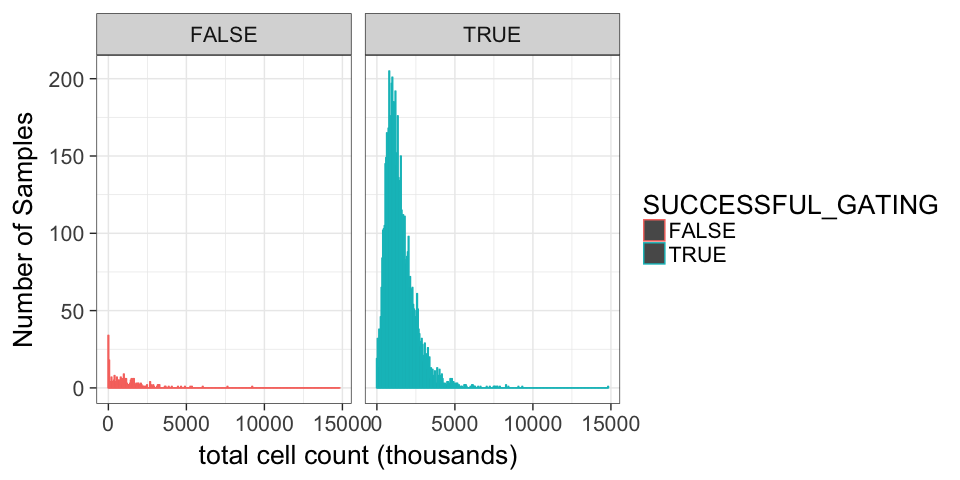 FALSE TRUE
200
150
100
50
0
Number of Samples
0 5000 10000 15000 0 5000 10000 15000
total cell count (thousands)
SUCCESSFUL_GATING
FALSE
TRUE